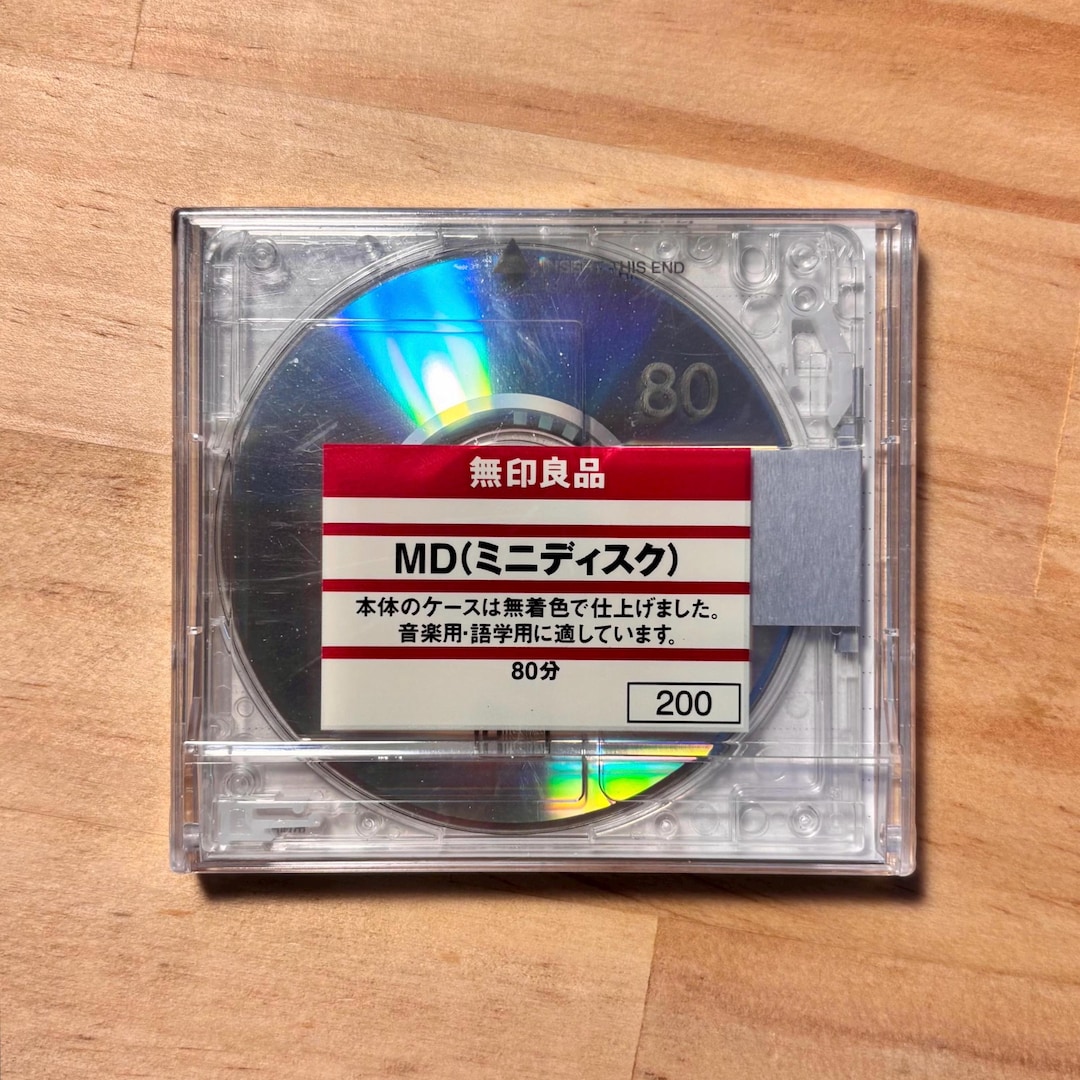 INSERT THIS END
80
無印良品
MD(ミニディスク)
本体のケースは無着色で仕上げました。
音楽用・語学用に適しています。
80分
200